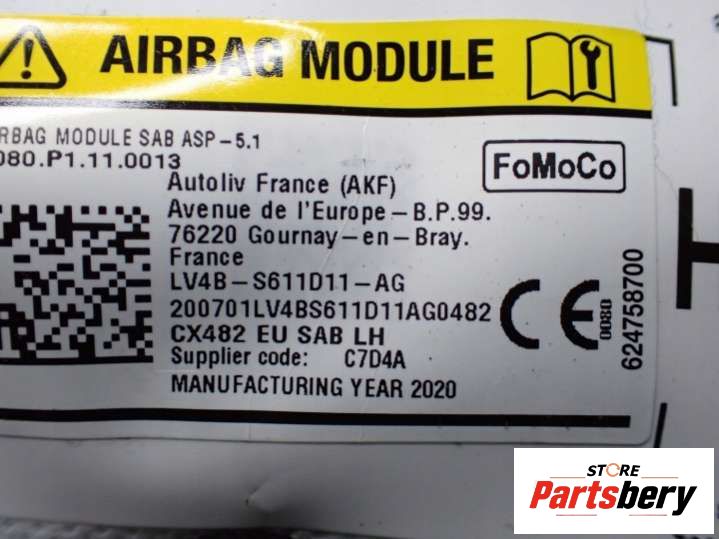 AIRBAG MODULE
RBAG MODULE SAB ASP-5.1
080.P1.11.0013
FoMoCo
Autoliv France (AKF)
Avenue de l'Europe-B.P.99.
76220 Gournay-en-Bray.
France
LV4B-S611D11-AG
200701LV4BS611D11AG0482
CX482 EU SAB LH
Supplier code: C7D4A
MANUFACTURING YEAR 2020
CE
0080
624758700
STORE
Partsbery